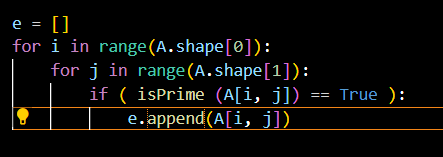 e = []
for i in range(A.shape[0]):
    for j in range(A.shape[1]):
        if ( isPrime (A[i, j]) == True ):
            e.append(A[i, j])